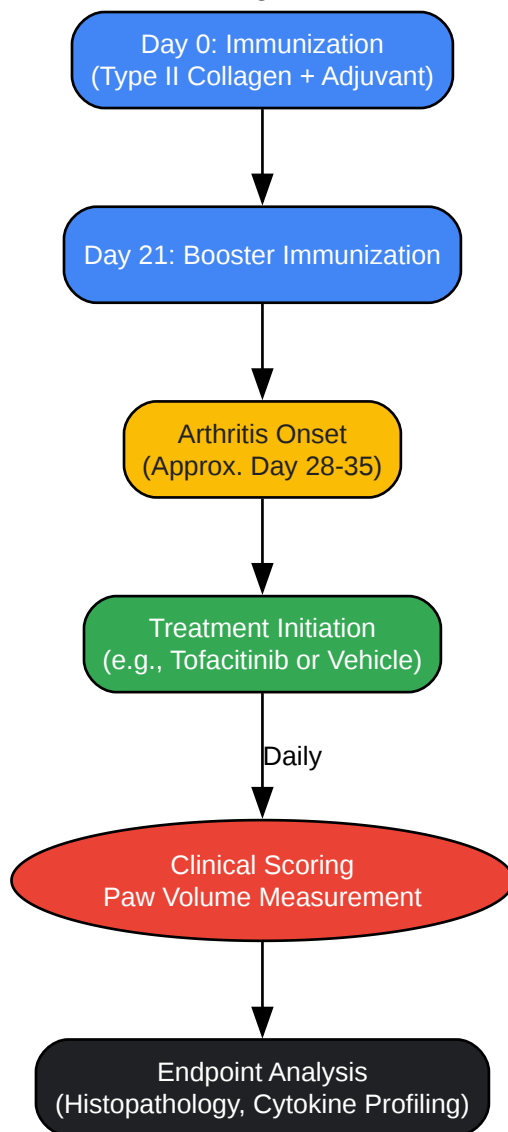 Day 0: Immunization
(Type II Collagen + Adjuvant)
Day 21: Booster Immunization
Arthritis Onset
(Approx. Day 28-35)
Treatment Initiation
(e.g., Tofacitinib or Vehicle)
Daily
Clinical Scoring
Paw Volume Measurement
Endpoint Analysis
(Histopathology, Cytokine Profiling)